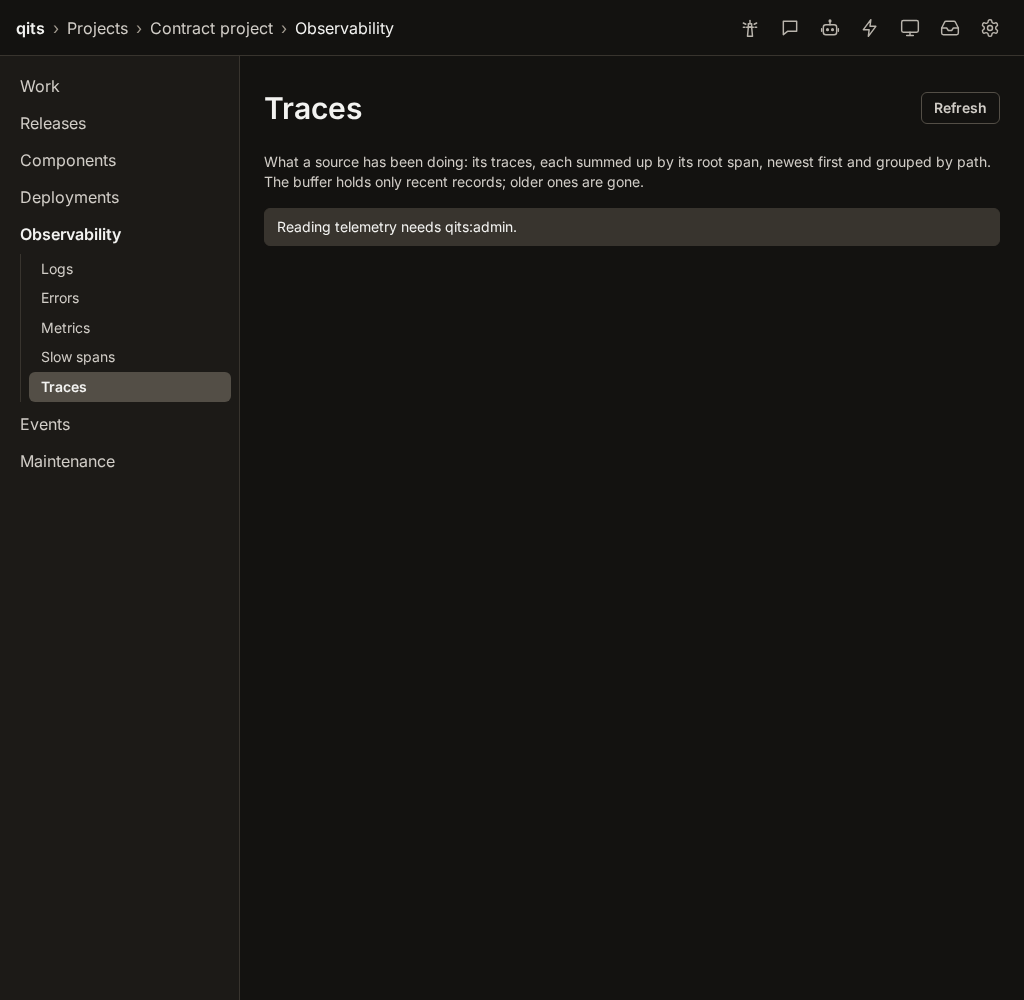 qits › Projects › Contract project › Observability
Work
Releases
Components
Deployments
Observability
Logs
Errors
Metrics
Slow spans
Traces
Events
Maintenance
Traces
Refresh
What a source has been doing: its traces, each summed up by its root span, newest first and grouped by path.
The buffer holds only recent records; older ones are gone.
Reading telemetry needs qits:admin.